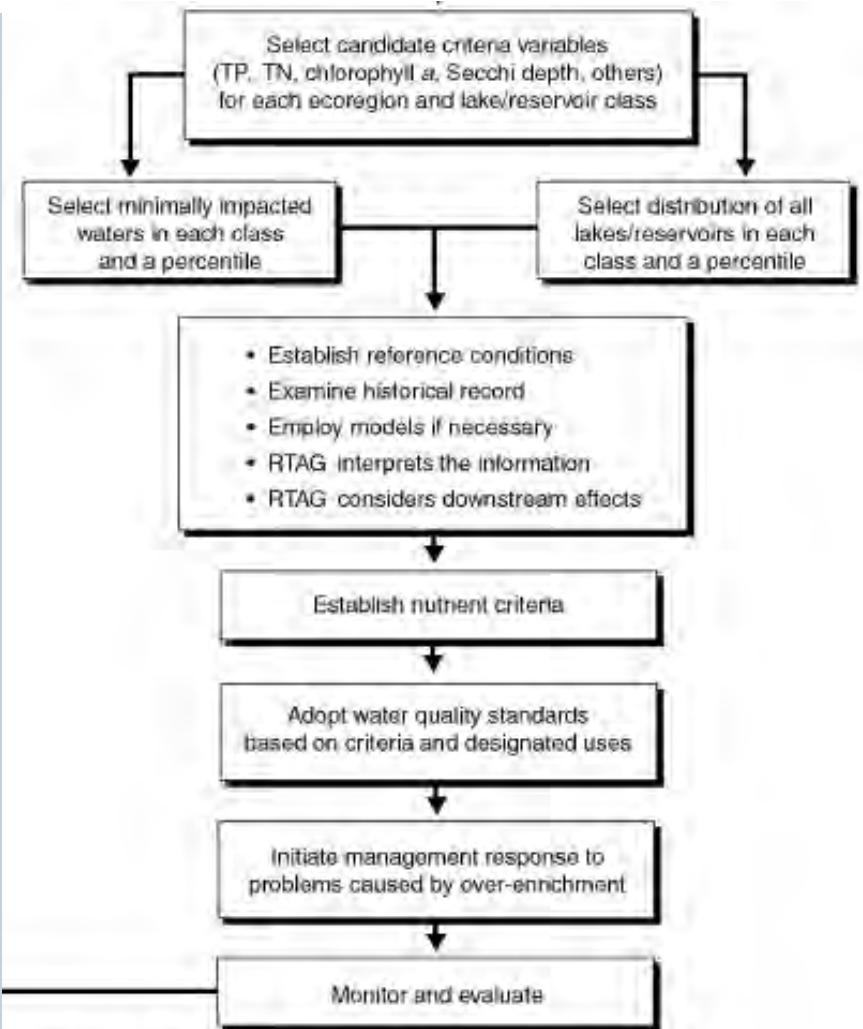 Select candidate criteria variables
(TP, TN, chlorophyll a, Secchi depth, others)
for each ecoregion and lake/reservoir class
Select minimally impacted
waters in each class
and a percentile
Select distribution of all
lakes/reservoirs in each
class and a percentile
• Establish reference conditions
• Examine historical record
• Employ models if necessary
• RTAG interprets the information
• RTAG considers downstream effects
Establish nutrient criteria
Adopt water quality standards
based on criteria and designated uses
Initiate management response to
problems caused by over-enrichment
Monitor and evaluate